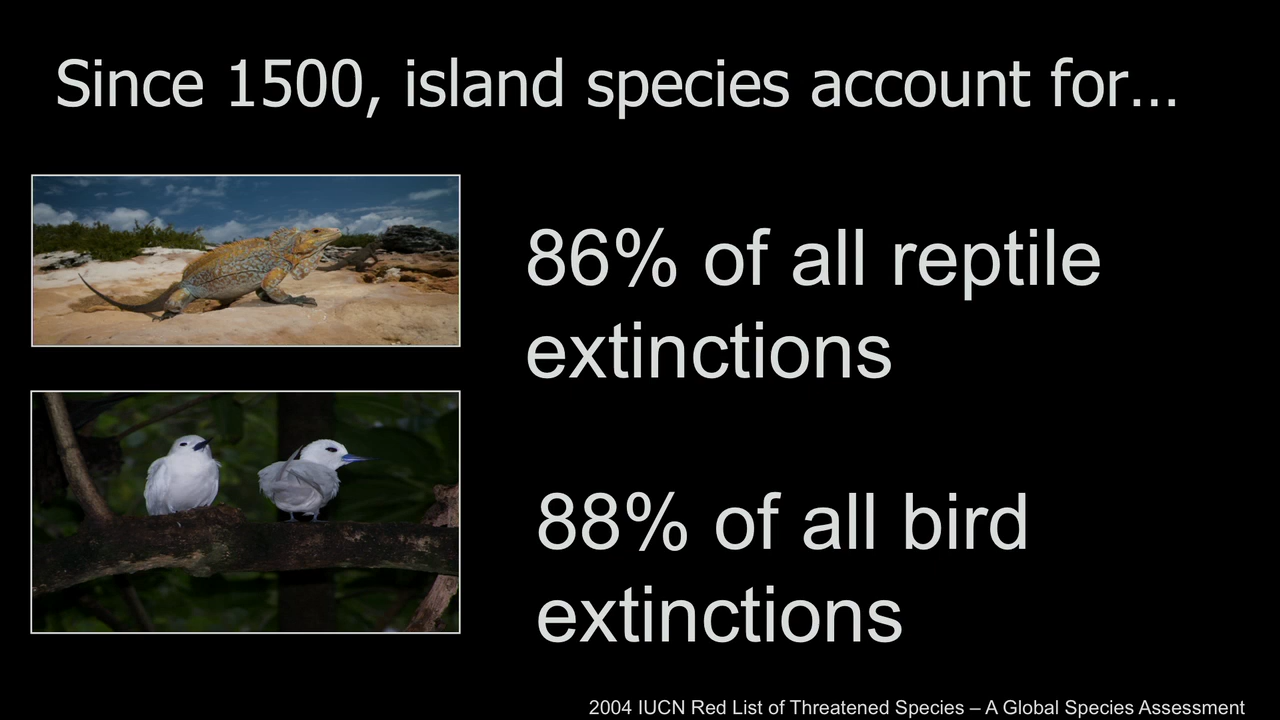 Since 1500, island species account for…
86% of all reptile
extinctions
88% of all bird
extinctions
2004 IUCN Red List of Threatened Species – A Global Species Assessment